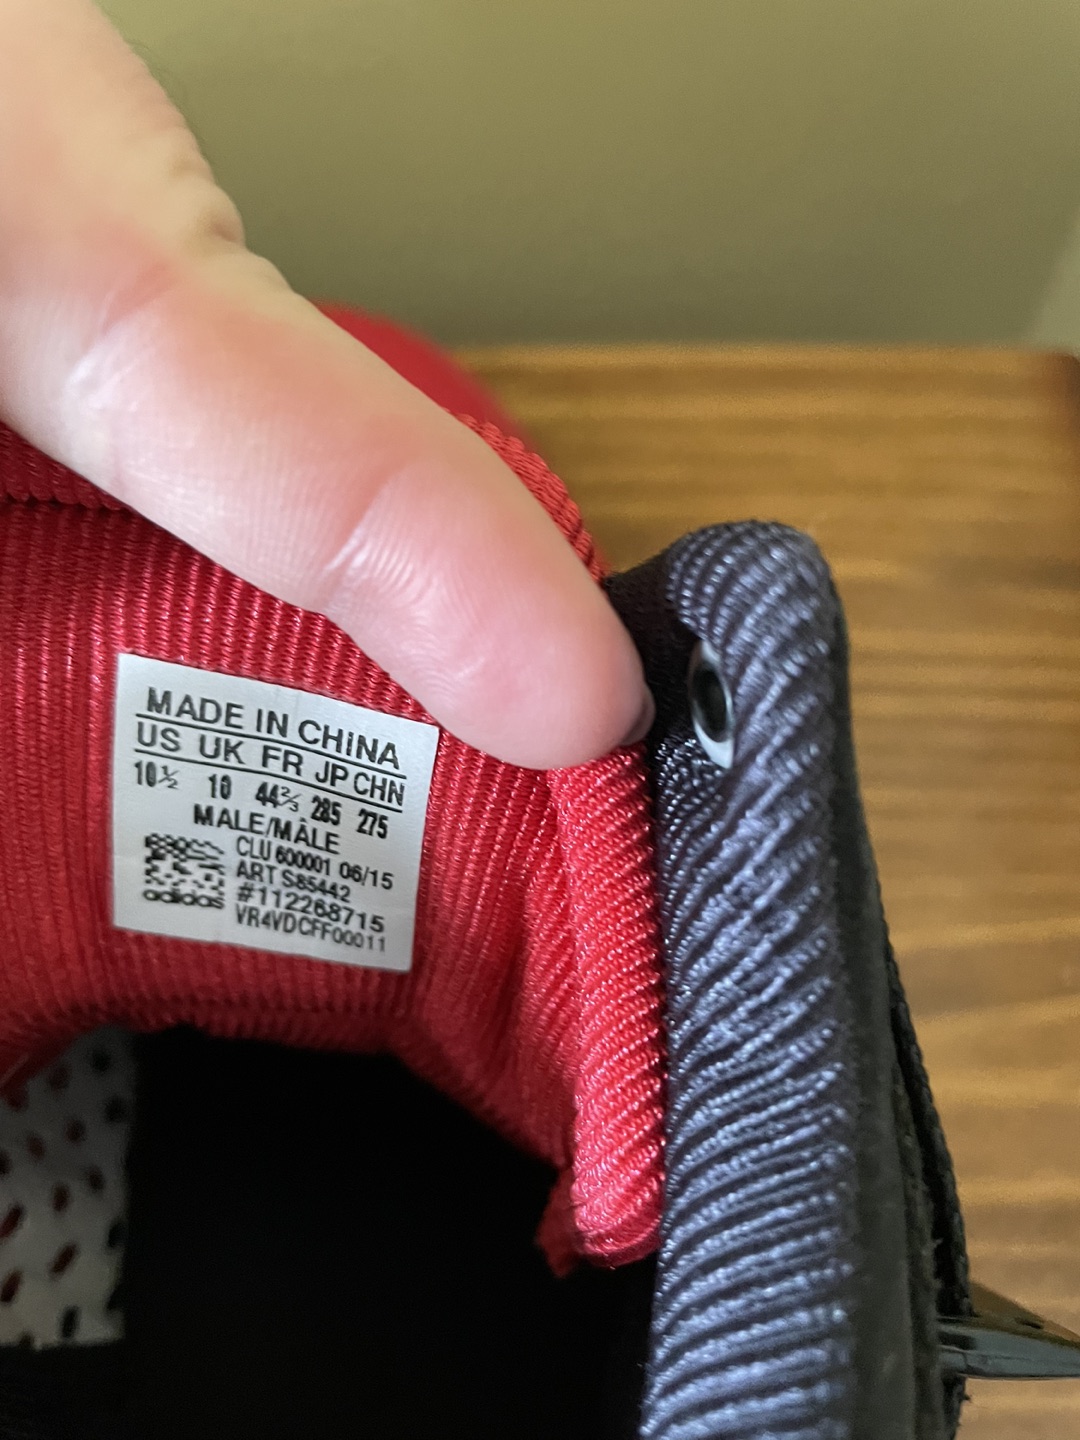 MADE IN CHINA
US UK FR JP CHN
10½ 10 44⅔ 285 275
MALE/MÂLE
CLU 600001 06/15
ART S85442
#112268715
VR4VDCFF00011
adidas